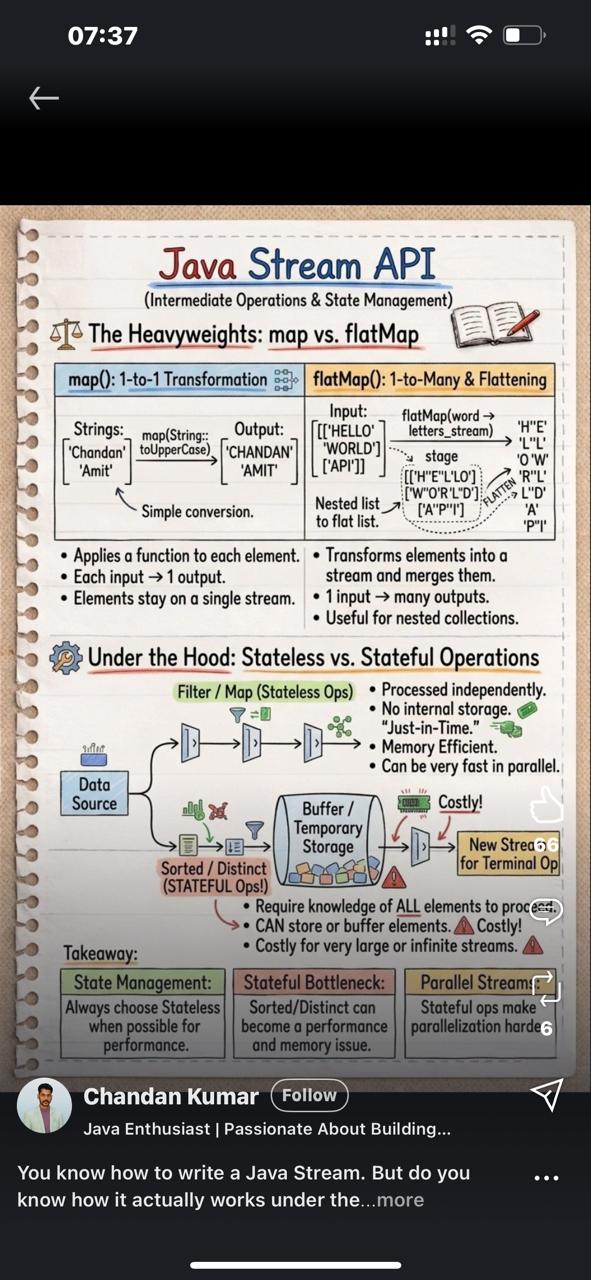 07:37
Java Stream API
(Intermediate Operations & State Management)
The Heavyweights: map vs. flatMap
map(): 1-to-1 Transformation
Strings:
['Chandan'
'Amit']
map(String::
toUpperCase)
Output:
['CHANDAN'
'AMIT']
Simple conversion.
flatMap(): 1-to-Many & Flattening
Input:
[['HELLO'
'WORLD']
['API']]
flatMap(word →
letters_stream)
stage
[['H"E"L'LO']
['W"O'R'L"D']
['A"P"I']
FLATTEN
'H"E'
'L"L'
'O'W'
'R"L'
L"D'
'A'
'P"I'
Nested list
to flat list.
• Applies a function to each element.
• Each input → 1 output.
• Elements stay on a single stream.
• Transforms elements into a
stream and merges them.
• 1 input → many outputs.
• Useful for nested collections.
Under the Hood: Stateless vs. Stateful Operations
Filter / Map (Stateless Ops)
• Processed independently.
• No internal storage.
"Just-in-Time."
• Memory Efficient.
• Can be very fast in parallel.
Data
Source
Buffer /
Temporary
Storage
Costly!
New Strea
for Terminal Op
Sorted / Distinct
(STATEFUL Ops!)
• Require knowledge of ALL elements to proceed.
• CAN store or buffer elements. Costly!
• Costly for very large or infinite streams.
Takeaway:
State Management:
Always choose Stateless
when possible for
performance.
Stateful Bottleneck:
Sorted/Distinct can
become a performance
and memory issue.
Parallel Streams:
Stateful ops make
parallelization harde
66
6
Chandan Kumar
Follow
Java Enthusiast | Passionate About Building...
You know how to write a Java Stream. But do you
know how it actually works under the...more